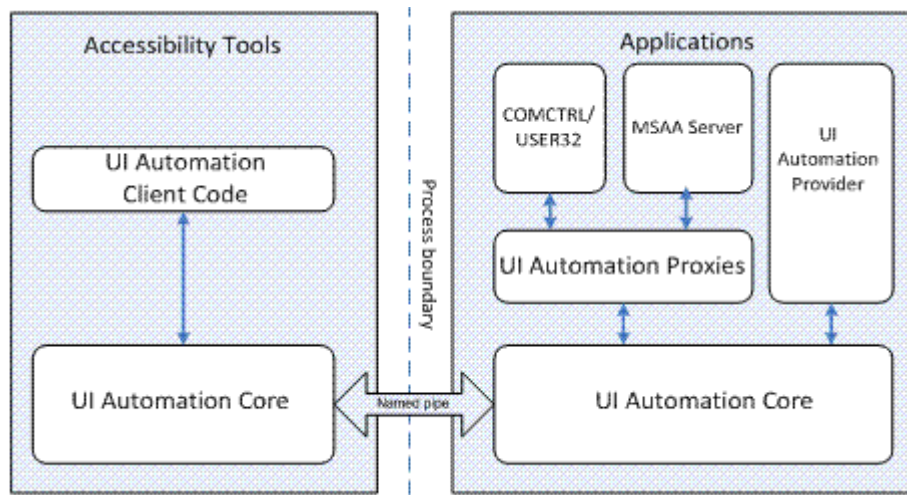 Accessibility Tools
UI Automation
Client Code
UI Automation Core
Process boundary
Named pipe
Applications
COMCTRL/
USER32
MSAA Server
UI
Automation
Provider
UI Automation Proxies
UI Automation Core